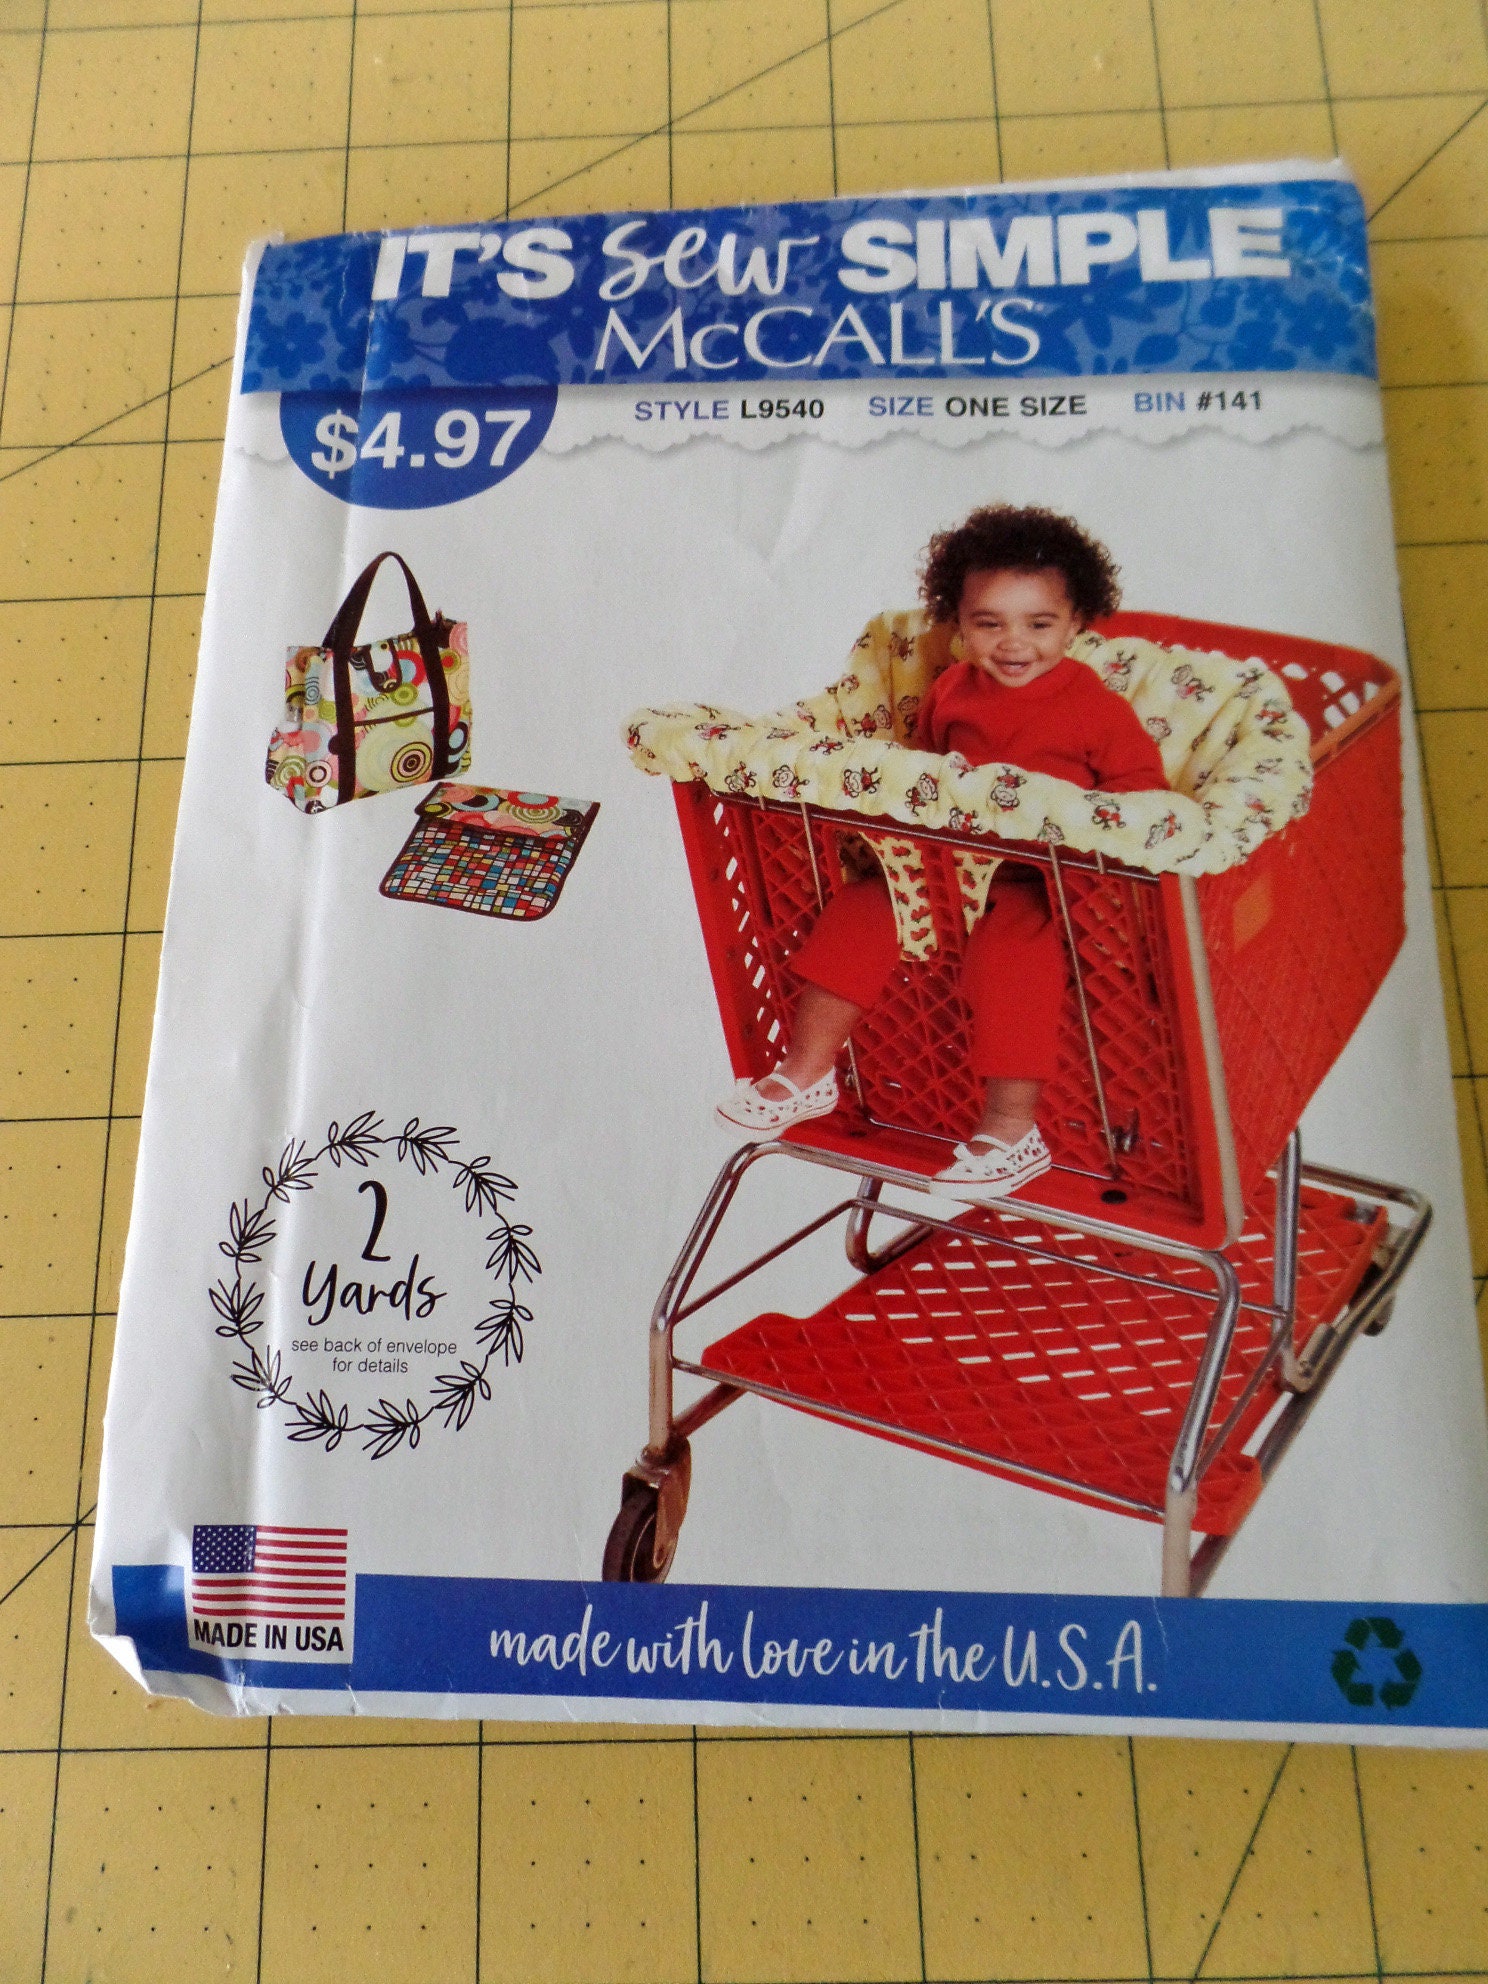 IT'S sew SIMPLE
McCALL'S
$4.97
STYLE L9540 SIZE ONE SIZE BIN #141
2
yards
see back of envelope
for details
MADE IN USA
made with love in the U.S.A.